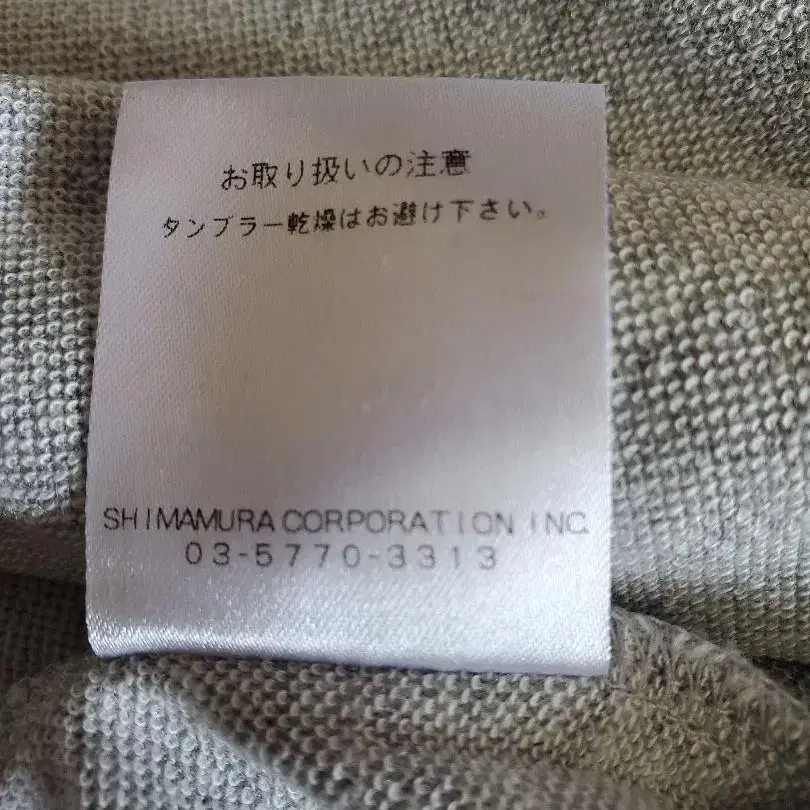 お取り扱いの注意
タンブラー乾燥はお避け下さい。
SHIMAMURA CORPORATION INC.
03-5770-3313